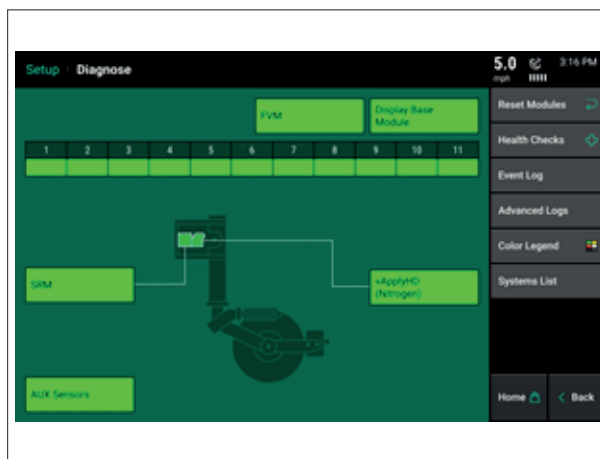 Setup Diagnose
5.0
mph
3:16 PM
FVM
Display Base
Module
1 2 3 4 5 6 7 8 9 10 11
SRM
vApplyHD
(Nitrogen)
AUX Sensors
Reset Modules
Health Checks
Event Log
Advanced Logs
Color Legend
Systems List
Home
Back